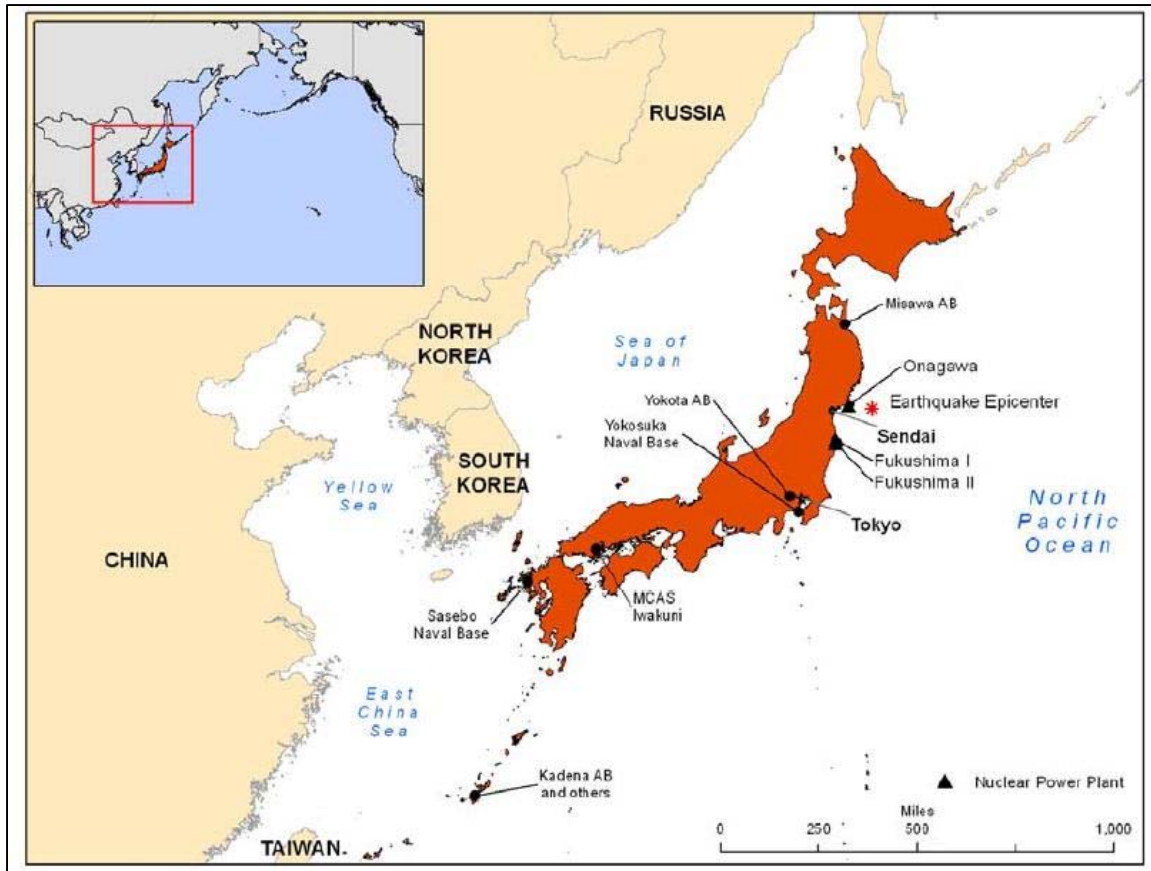 RUSSIA
NORTH
KOREA
Sea of
Japan
Misawa AB
Onagawa
Earthquake Epicenter
Yokota AB
Yokosuka
Naval Base
Sendai
Fukushima I
Fukushima II
SOUTH
KOREA
Yellow
Sea
Tokyo
North
Pacific
Ocean
CHINA
MCAS
Iwakuni
Sasebo
Naval Base
East
China
Sea
Kadena AB
and others
Nuclear Power Plant
Miles
0 250 500 1,000
TAIWAN